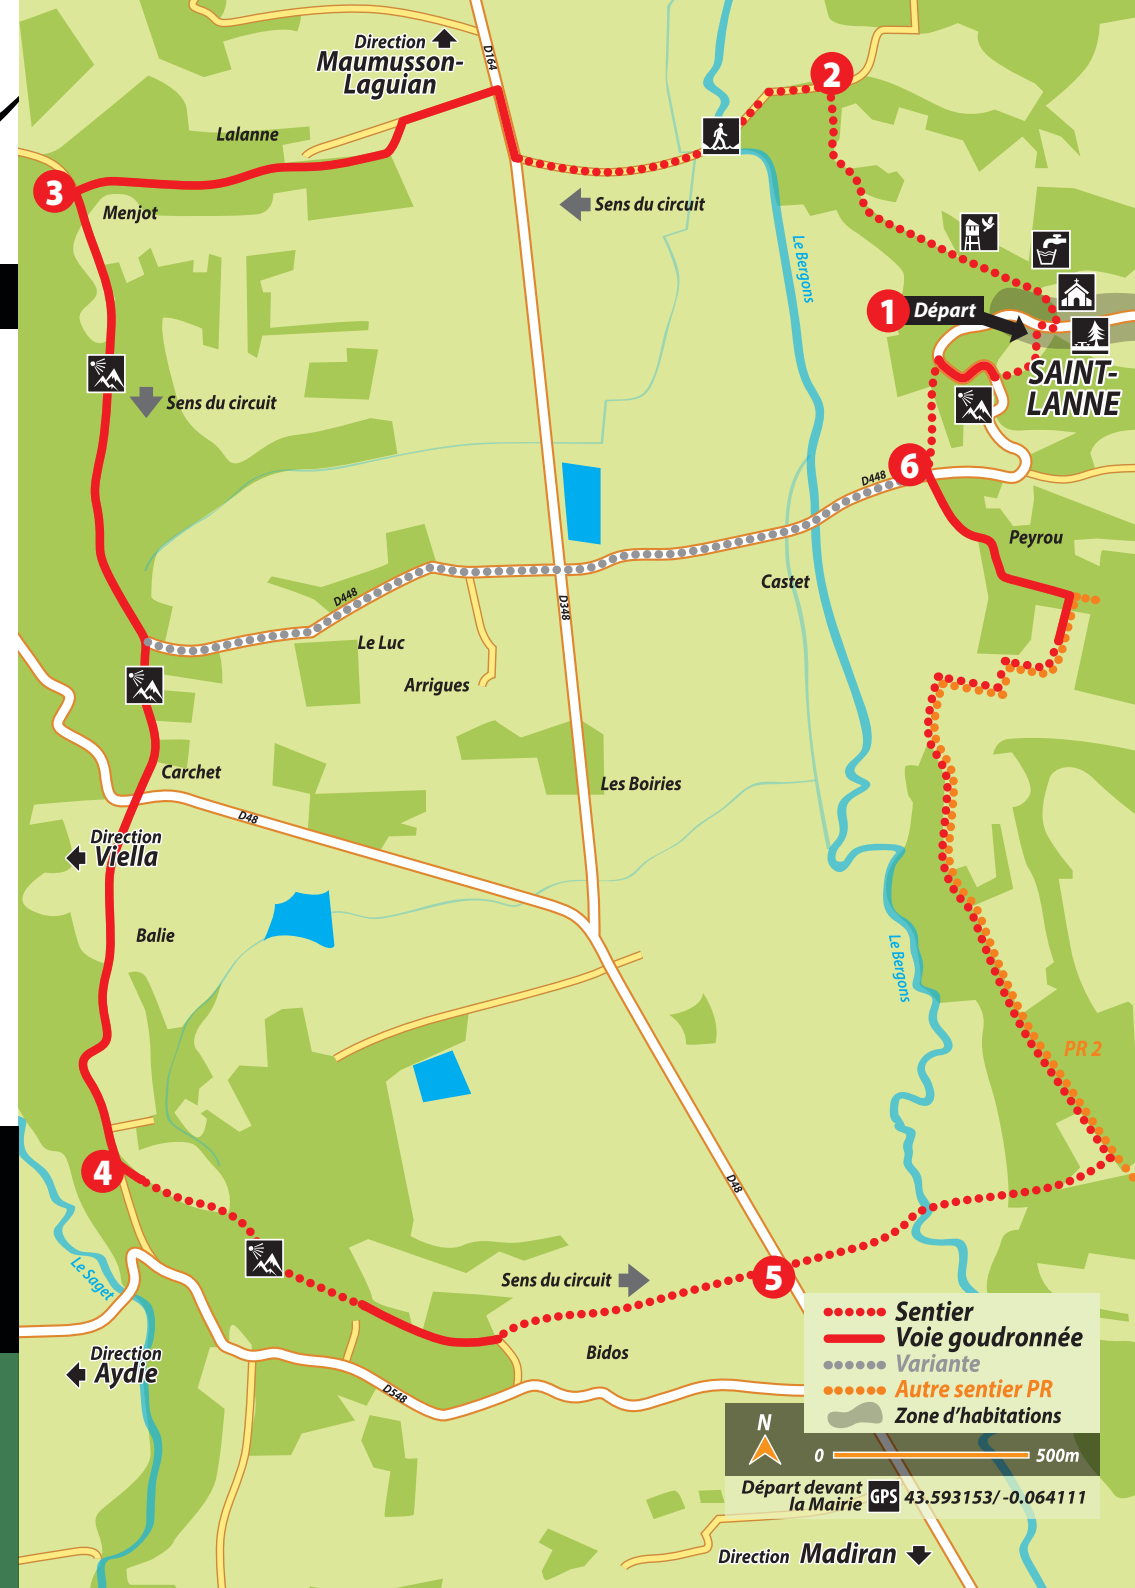 Direction
Maumusson-
Laguian
D164
2
Lalanne
3
Menjot
Sens du circuit
Le Bergons
1
Départ
SAINT-
LANNE
Sens du circuit
6
D448
Peyrou
Castet
D448
D348
Le Luc
Arrigues
Carchet
Les Boiries
D48
Direction
Viella
Balie
Le Bergons
PR 2
4
D48
Le Saget
Sens du circuit
5
Bidos
Direction
Aydie
D548
Sentier
Voie goudronnée
Variante
Autre sentier PR
Zone d'habitations
N
0
500m
Départ devant
la Mairie
GPS
43.593153/ -0.064111
Direction Madiran